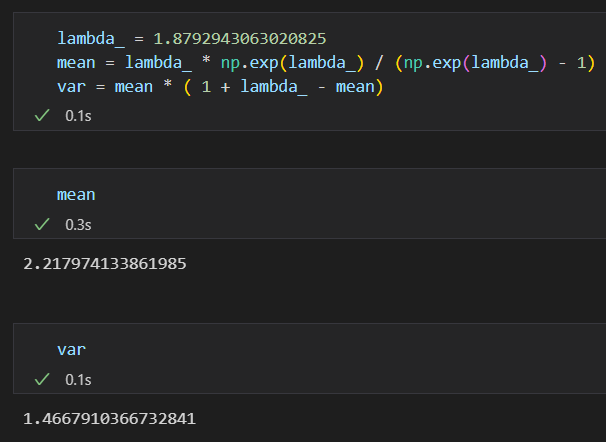 lambda_ = 1.8792943063020825
mean = lambda_ * np.exp(lambda_) / (np.exp(lambda_) - 1)
var = mean * ( 1 + lambda_ - mean)
0.1s
mean
0.3s
2.217974133861985
var
0.1s
1.4667910366732841